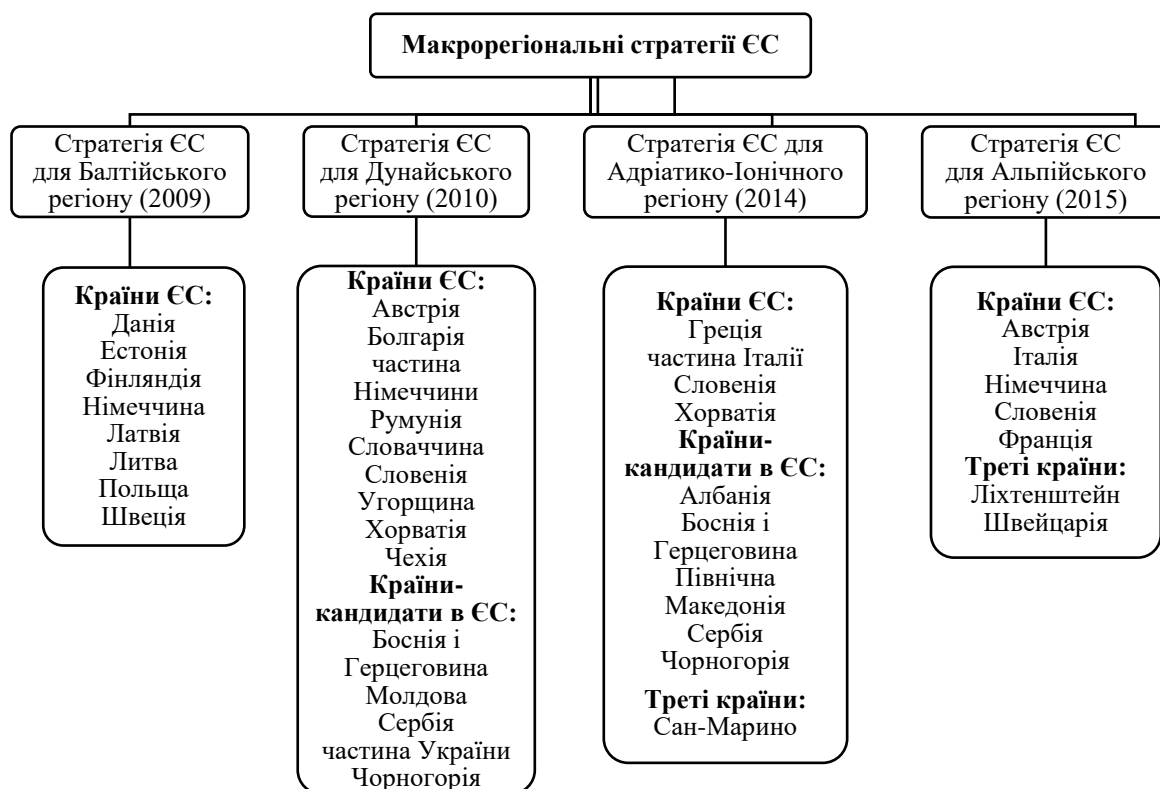 Макрорегіональні стратегії ЄС
Стратегія ЄС
для Балтійського
регіону (2009)
Стратегія ЄС
для Дунайського
регіону (2010)
Стратегія ЄС для
Адріатико-Іонічного
регіону (2014)
Стратегія ЄС
для Альпійського
регіону (2015)
Країни ЄС:
Данія
Естонія
Фінляндія
Німеччина
Латвія
Литва
Польща
Швеція
Країни ЄС:
Австрія
Болгарія
частина
Німеччини
Румунія
Словаччина
Словенія
Угорщина
Хорватія
Чехія
Країни-
кандидати в ЄС:
Боснія і
Герцеговина
Молдова
Сербія
частина України
Чорногорія
Країни ЄС:
Греція
частина Італії
Словенія
Хорватія
Країни-
кандидати в ЄС:
Албанія
Боснія і
Герцеговина
Північна
Македонія
Сербія
Чорногорія
Треті країни:
Сан-Марино
Країни ЄС:
Австрія
Італія
Німеччина
Словенія
Франція
Треті країни:
Ліхтенштейн
Швейцарія